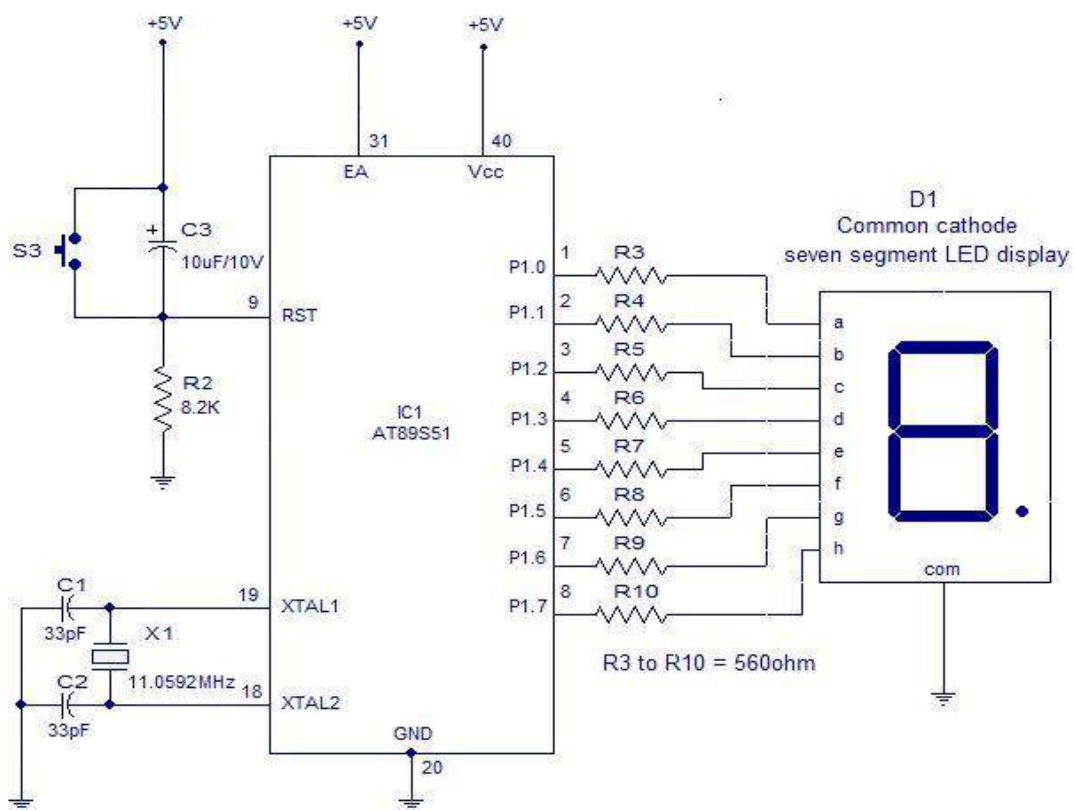 +5V
+5V
+5V
31
40
EA
Vcc
D1
Common cathode
seven segment LED display
S3
+
C3
10uF/10V
9
RST
R2
8.2K
IC1
AT89S51
P1.0
1
R3
a
P1.1
2
R4
b
P1.2
3
R5
c
P1.3
4
R6
d
P1.4
5
R7
e
P1.5
6
R8
f
P1.6
7
R9
g
P1.7
8
R10
h
com
R3 to R10 = 560ohm
C1
33pF
19
XTAL1
X1
11.0592MHz
C2
33pF
18
XTAL2
GND
20